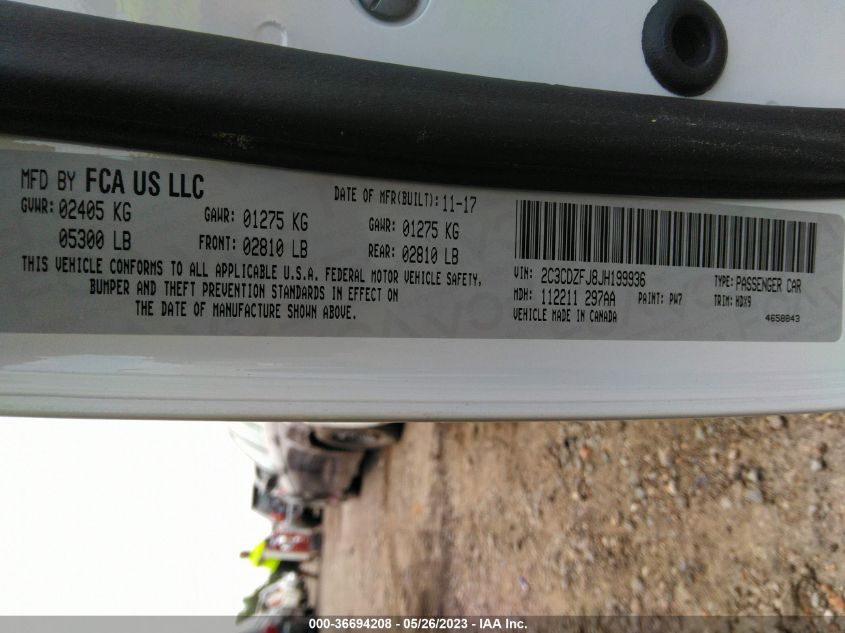 MFD BY FCA US LLC
DATE OF MFR(BUILT): 11-17
GVWR: 02405 KG
GAWR: 01275 KG
GAWR: 01275 KG
05300 LB
FRONT: 02810 LB
REAR: 02810 LB
THIS VEHICLE CONFORMS TO ALL APPLICABLE U.S.A. FEDERAL MOTOR VEHICLE SAFETY,
BUMPER AND THEFT PREVENTION STANDARDS IN EFFECT ON
THE DATE OF MANUFACTURE SHOWN ABOVE.
VIN: 2C3CDZFJ8JH199936
TYPE: PASSENGER CAR
MDH: 112211 297AA
PAINT: PW7
TRIM: HDX9
VEHICLE MADE IN CANADA
4658843
000-36694208 - 05/26/2023 - IAA Inc.